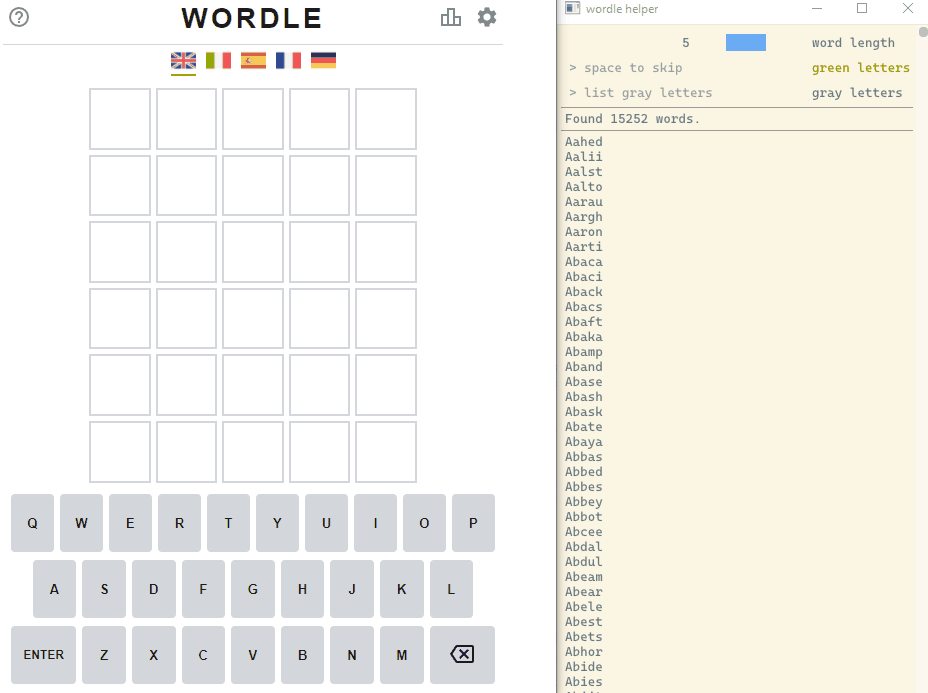 WORDLE
Q W E R T Y U I O P
A S D F G H J K L
ENTER Z X C V B N M
wordle helper
5 word length
> space to skip green letters
> list gray letters gray letters
Found 15252 words.
Aahed
Aalii
Aalst
Aalto
Aarau
Aargh
Aaron
Aarti
Abaca
Abaci
Aback
Abacs
Abaft
Abaka
Abamp
Aband
Abase
Abash
Abask
Abate
Abaya
Abbas
Abbed
Abbes
Abbey
Abbot
Abcee
Abdal
Abdul
Abeam
Abear
Abele
Abest
Abets
Abhor
Abide
Abies